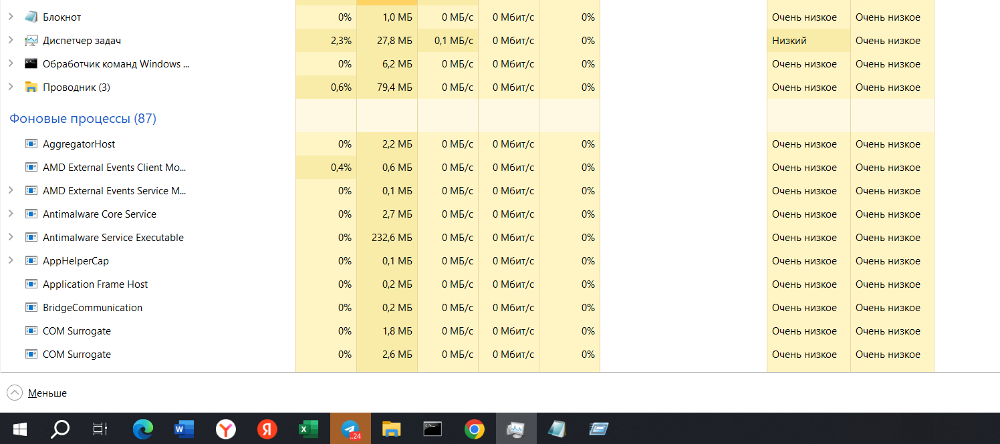 Блокнот 0% 1,0 МБ 0 МБ/с 0 Мбит/с 0% Очень низкое Очень низкое
Диспетчер задач 2,3% 27,8 МБ 0,1 МБ/с 0 Мбит/с 0% Низкий Очень низкое
Обработчик команд Windows ... 0% 6,2 МБ 0 МБ/с 0 Мбит/с 0% Очень низкое Очень низкое
Проводник (3) 0,6% 79,4 МБ 0 МБ/с 0 Мбит/с 0% Очень низкое Очень низкое
Фоновые процессы (87)
AggregatorHost 0% 2,2 МБ 0 МБ/с 0 Мбит/с 0% Очень низкое Очень низкое
AMD External Events Client Mo... 0,4% 0,6 МБ 0 МБ/с 0 Мбит/с 0% Очень низкое Очень низкое
AMD External Events Service M... 0% 0,1 МБ 0 МБ/с 0 Мбит/с 0% Очень низкое Очень низкое
Antimalware Core Service 0% 2,7 МБ 0 МБ/с 0 Мбит/с 0% Очень низкое Очень низкое
Antimalware Service Executable 0% 232,6 МБ 0 МБ/с 0 Мбит/с 0% Очень низкое Очень низкое
AppHelperCap 0% 0,1 МБ 0 МБ/с 0 Мбит/с 0% Очень низкое Очень низкое
Application Frame Host 0% 0,2 МБ 0 МБ/с 0 Мбит/с 0% Очень низкое Очень низкое
BridgeCommunication 0% 0,2 МБ 0 МБ/с 0 Мбит/с 0% Очень низкое Очень низкое
COM Surrogate 0% 1,8 МБ 0 МБ/с 0 Мбит/с 0% Очень низкое Очень низкое
COM Surrogate 0% 2,6 МБ 0 МБ/с 0 Мбит/с 0% Очень низкое Очень низкое
Меньше
W Y Я X ..24